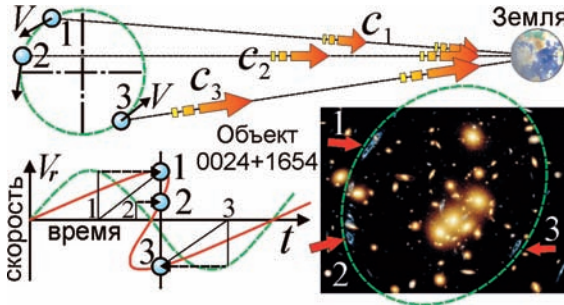 V
1
2
3
V
c₁
c₂
c₃
Земля
Объект
0024+1654
скорость
Vᵣ
время
t
1
2
3
1
2
3
1
2
3